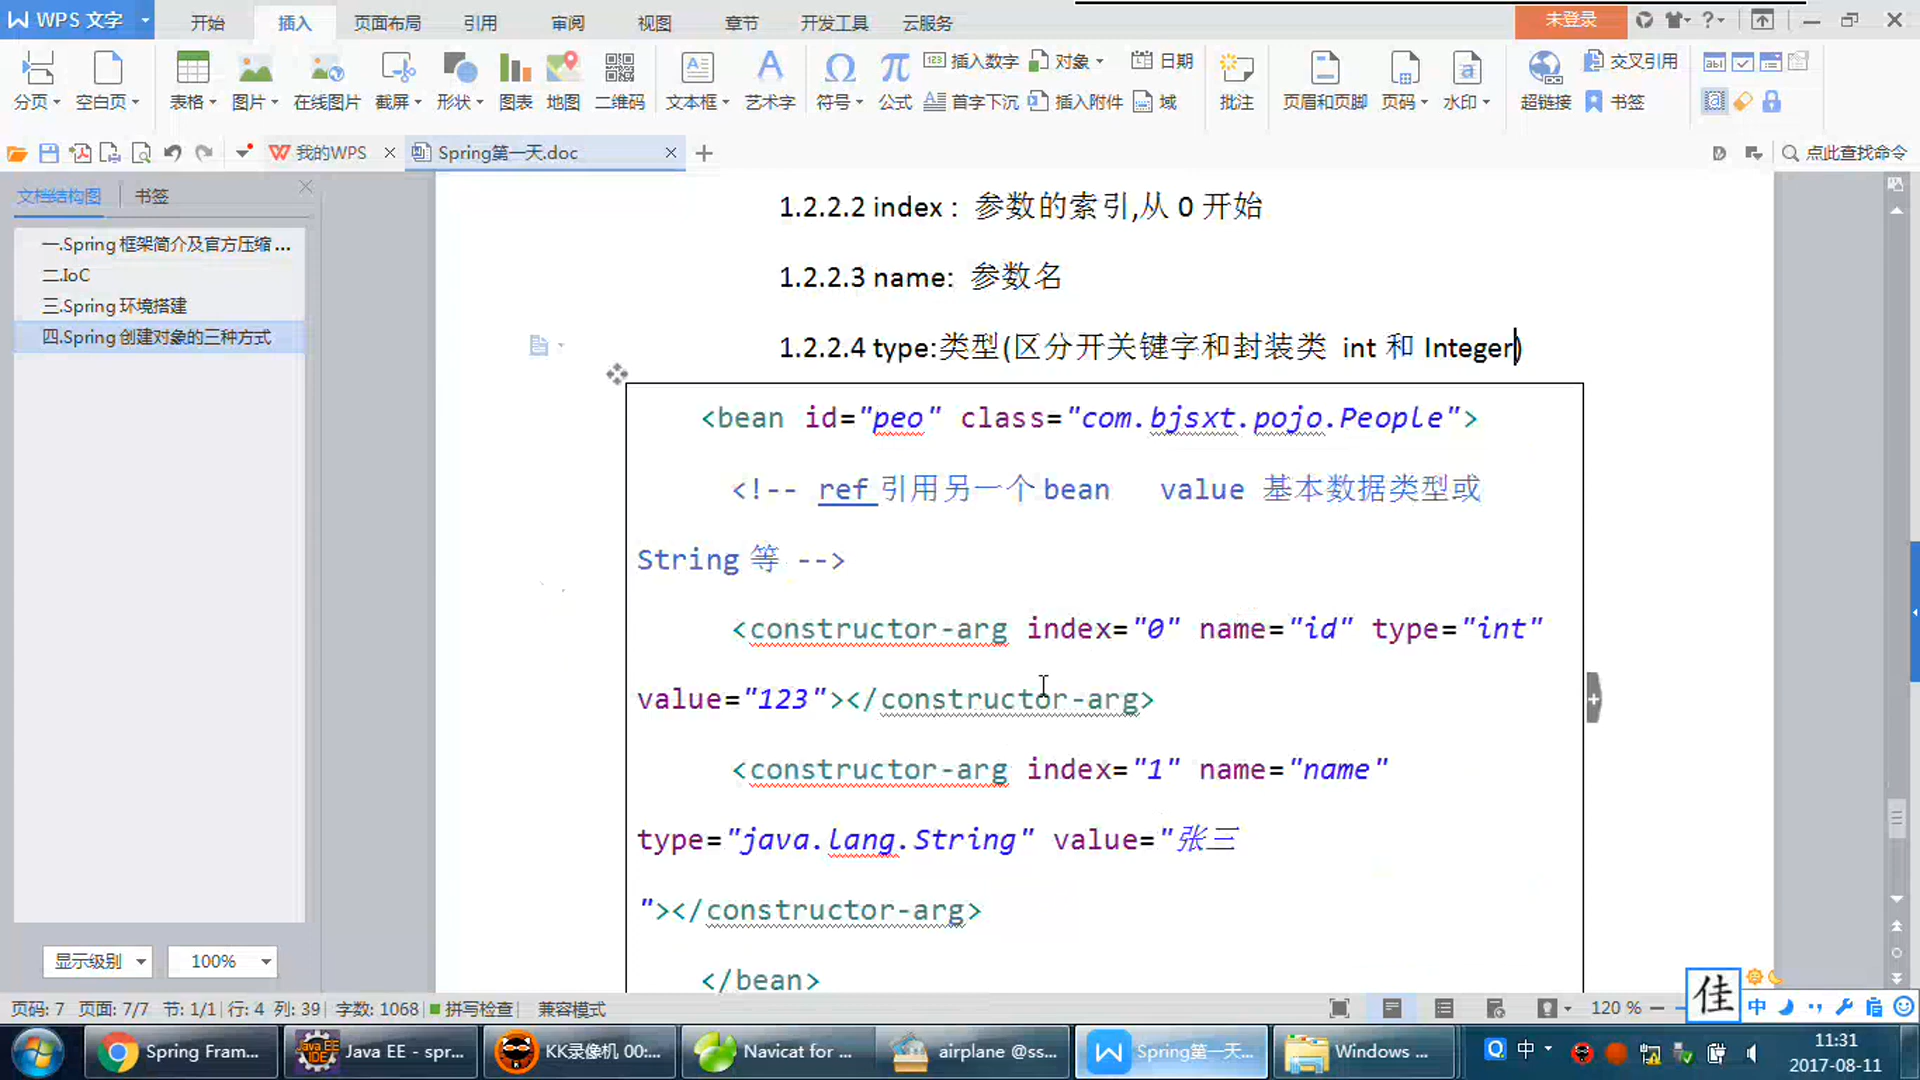 WPS 文字
开始 插入 页面布局 引用 审阅 视图 章节 开发工具 云服务 未登录
分页 空白页 表格 图片 在线图片 截屏 形状 图表 地图 二维码 文本框 艺术字 符号 公式 插入数字 首字下沉 对象 插入附件 日期 域 批注 页眉和页脚 页码 水印 超链接 交叉引用 书签
我的WPS Spring第一天.doc 点此查找命令
文档结构图 书签
一.Spring 框架简介及官方压缩 ...
二.IoC
三.Spring 环境搭建
四.Spring 创建对象的三种方式
1.2.2.2 index : 参数的索引,从 0 开始
1.2.2.3 name: 参数名
1.2.2.4 type:类型(区分开关键字和封装类 int 和 Integer)
<bean id="peo" class="com.bjsxt.pojo.People">
<!-- ref 引用另一个 bean value 基本数据类型或
String 等 -->
<constructor-arg index="0" name="id" type="int"
value="123"></constructor-arg>
<constructor-arg index="1" name="name"
type="java.lang.String" value="张三
"></constructor-arg>
</bean>
显示级别 100%
页码: 7 页面: 7/7 节: 1/1 行: 4 列: 39 字数: 1068 拼写检查 兼容模式 120 %
佳 中
Spring Fram... Java EE - spr... KK录像机 00:... Navicat for ... airplane @ss... Spring第一天... Windows ... 中 11:31
2017-08-11